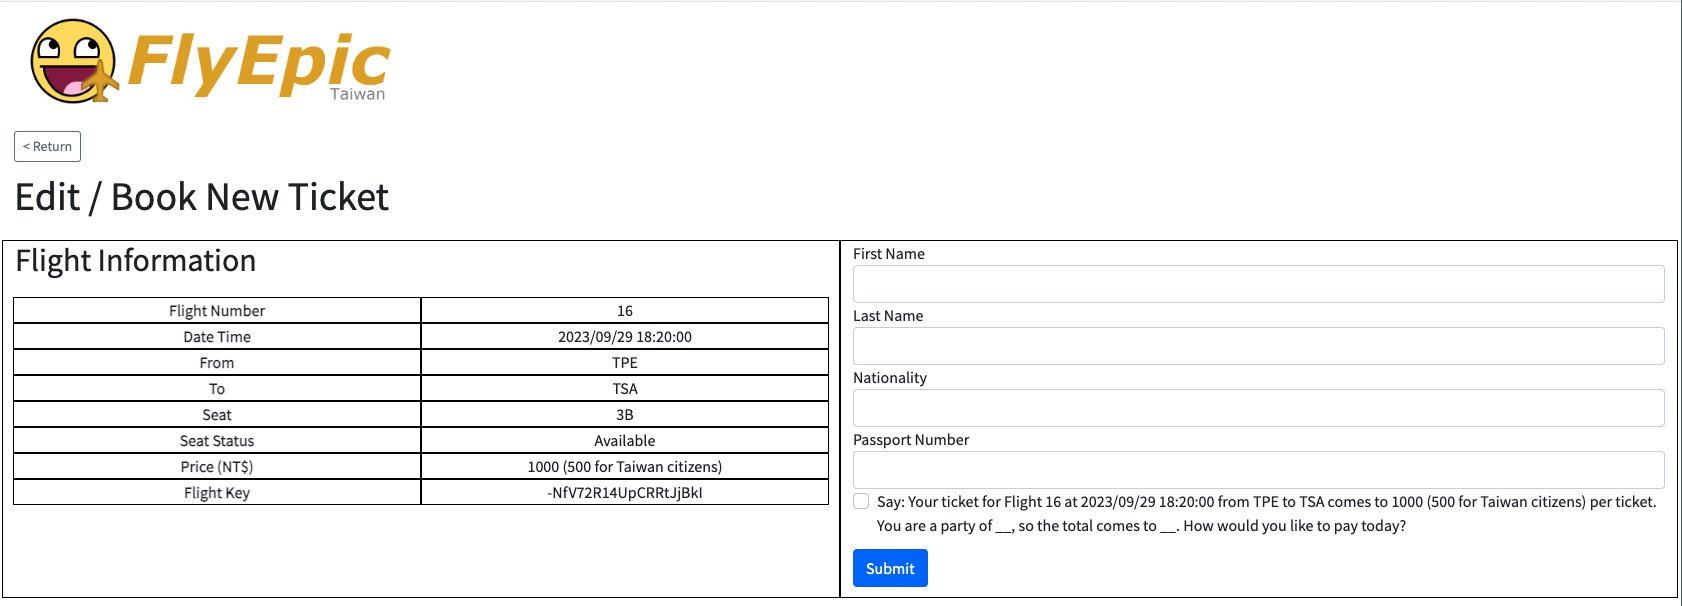 FlyEpic
Taiwan
< Return
Edit / Book New Ticket
Flight Information
Flight Number 16
Date Time 2023/09/29 18:20:00
From TPE
To TSA
Seat 3B
Seat Status Available
Price (NT$) 1000 (500 for Taiwan citizens)
Flight Key -NfV72R14UpCRRtJjBkI
First Name
Last Name
Nationality
Passport Number
Say: Your ticket for Flight 16 at 2023/09/29 18:20:00 from TPE to TSA comes to 1000 (500 for Taiwan citizens) per ticket.
You are a party of __, so the total comes to __. How would you like to pay today?
Submit